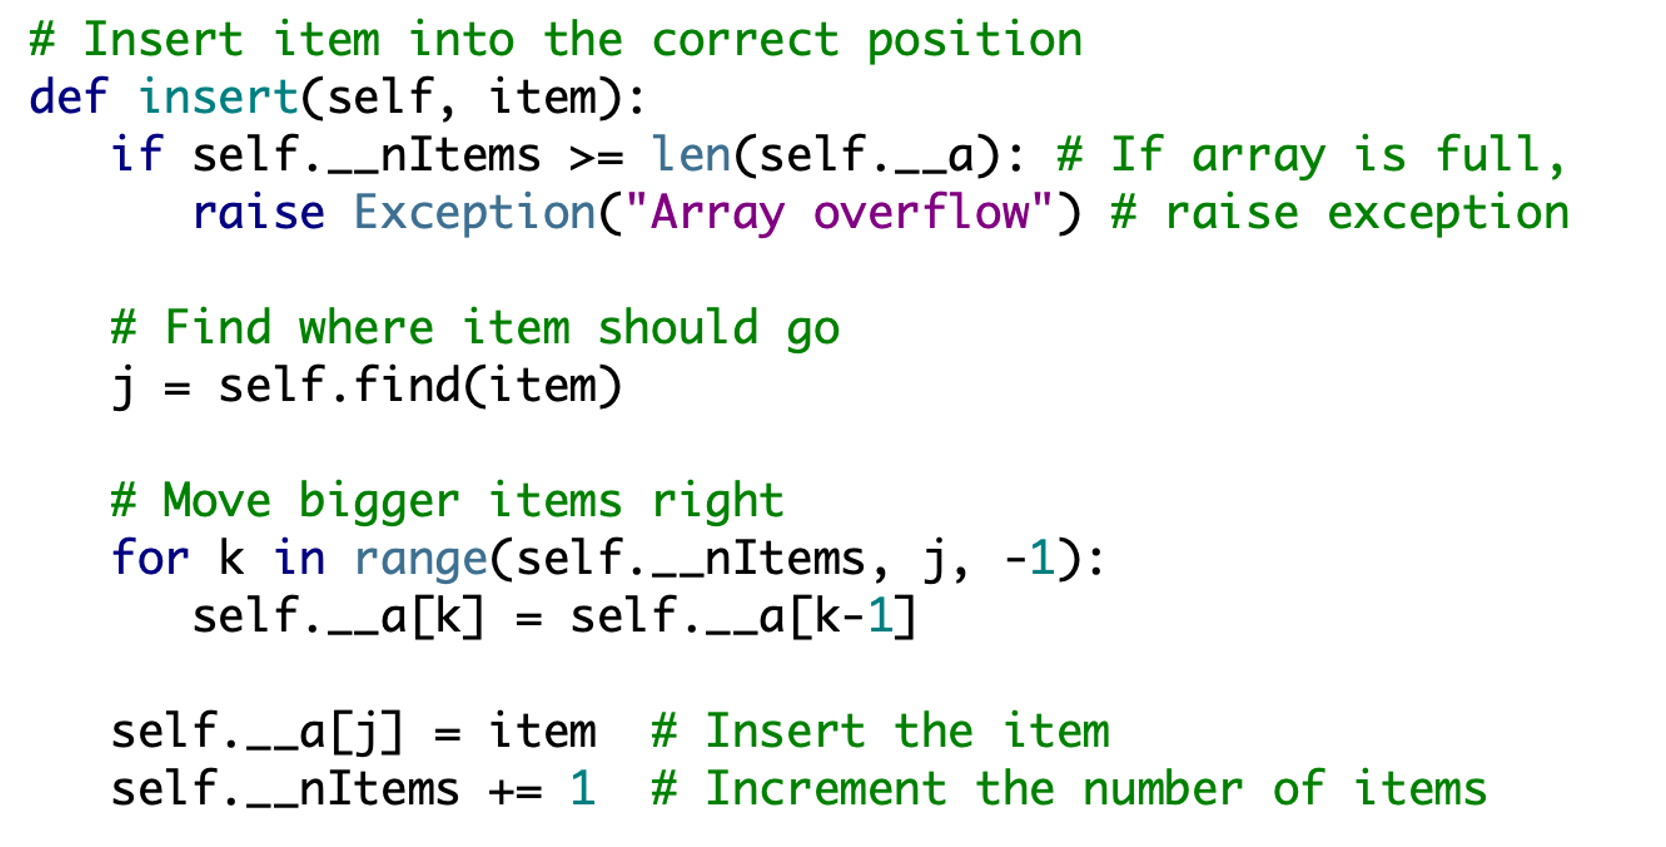 # Insert item into the correct position
def insert(self, item):
   if self.__nItems >= len(self.__a): # If array is full,
      raise Exception("Array overflow") # raise exception

   # Find where item should go
   j = self.find(item)

   # Move bigger items right
   for k in range(self.__nItems, j, -1):
      self.__a[k] = self.__a[k-1]

   self.__a[j] = item  # Insert the item
   self.__nItems += 1  # Increment the number of items